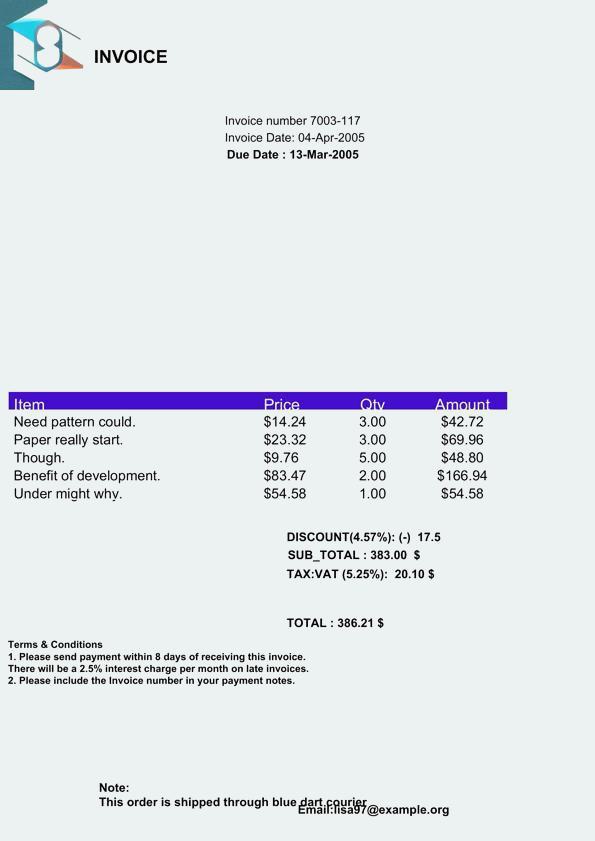 INVOICE
Invoice number 7003-117
Invoice Date: 04-Apr-2005
Due Date : 13-Mar-2005
Item Price Qty Amount
Need pattern could. $14.24 3.00 $42.72
Paper really start. $23.32 3.00 $69.96
Though. $9.76 5.00 $48.80
Benefit of development. $83.47 2.00 $166.94
Under might why. $54.58 1.00 $54.58
DISCOUNT(4.57%): (-) 17.5
SUB_TOTAL : 383.00 $
TAX:VAT (5.25%): 20.10 $
TOTAL : 386.21 $
Terms & Conditions
1. Please send payment within 8 days of receiving this invoice.
There will be a 2.5% interest charge per month on late invoices.
2. Please include the Invoice number in your payment notes.
Note:
This order is shipped through blue dart courier
Email:lisa97@example.org